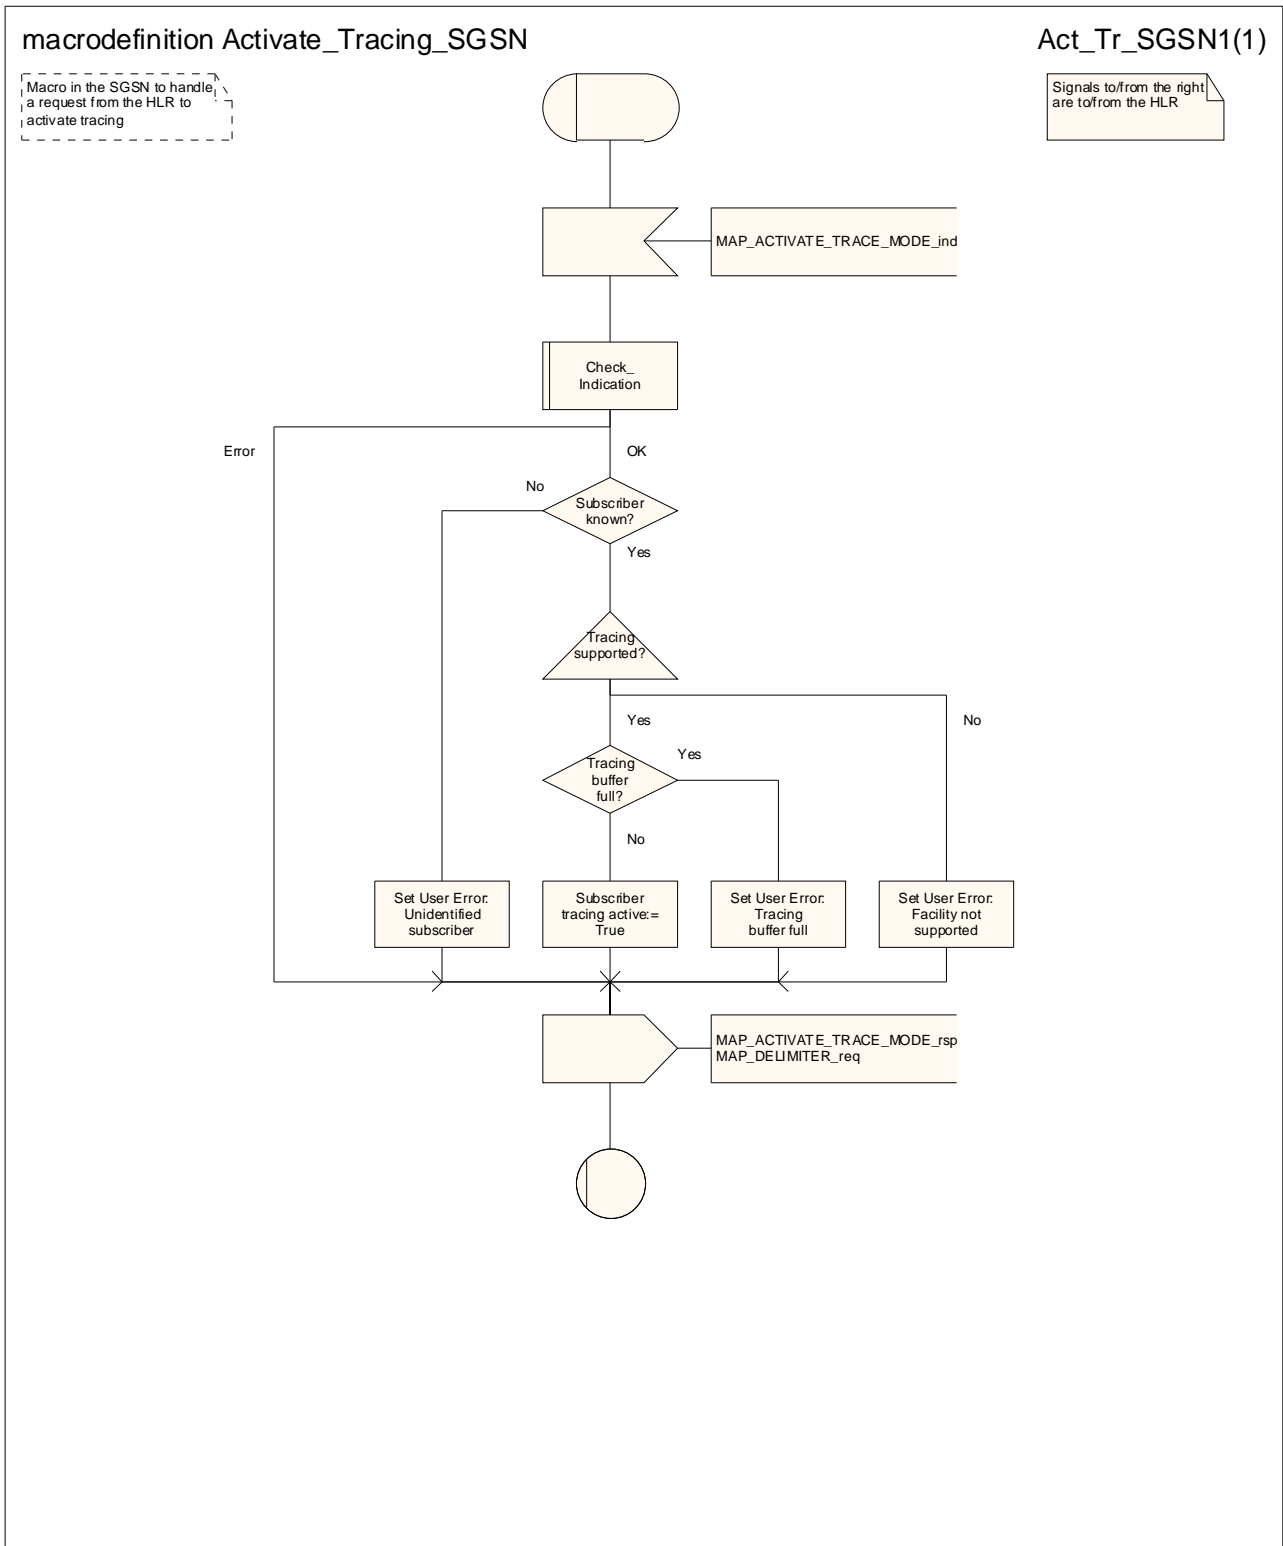 macrodefinition Activate_Tracing_SGSN
Act_Tr_SGSN1(1)
Macro in the SGSN to handle
a request from the HLR to
activate tracing
Signals to/from the right
are to/from the HLR
MAP_ACTIVATE_TRACE_MODE_ind
Check_
Indication
Error
OK
No
Subscriber
known?
Yes
Tracing
supported?
Yes
No
Yes
Tracing
buffer
full?
No
Set User Error:
Unidentified
subscriber
Subscriber
tracing active:=
True
Set User Error:
Tracing
buffer full
Set User Error:
Facility not
supported
MAP_ACTIVATE_TRACE_MODE_rsp
MAP_DELIMITER_req